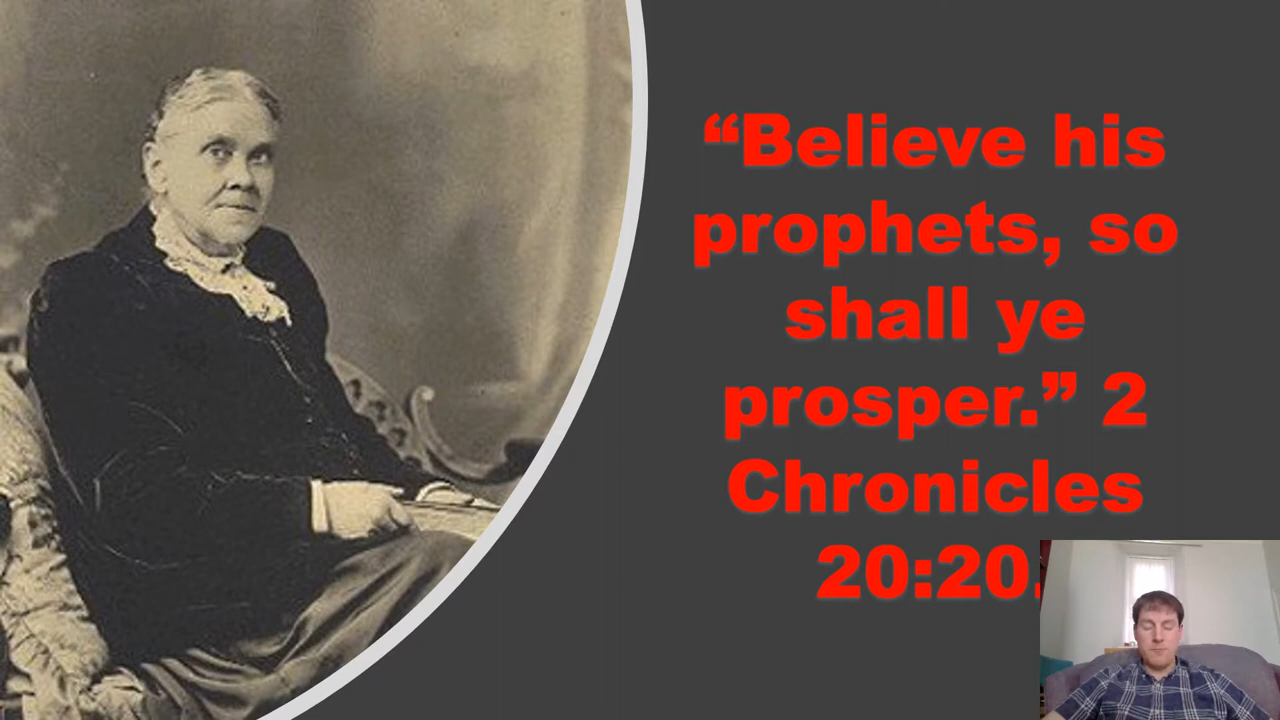 “Believe his
prophets, so
shall ye
prosper.” 2
Chronicles
20:20.